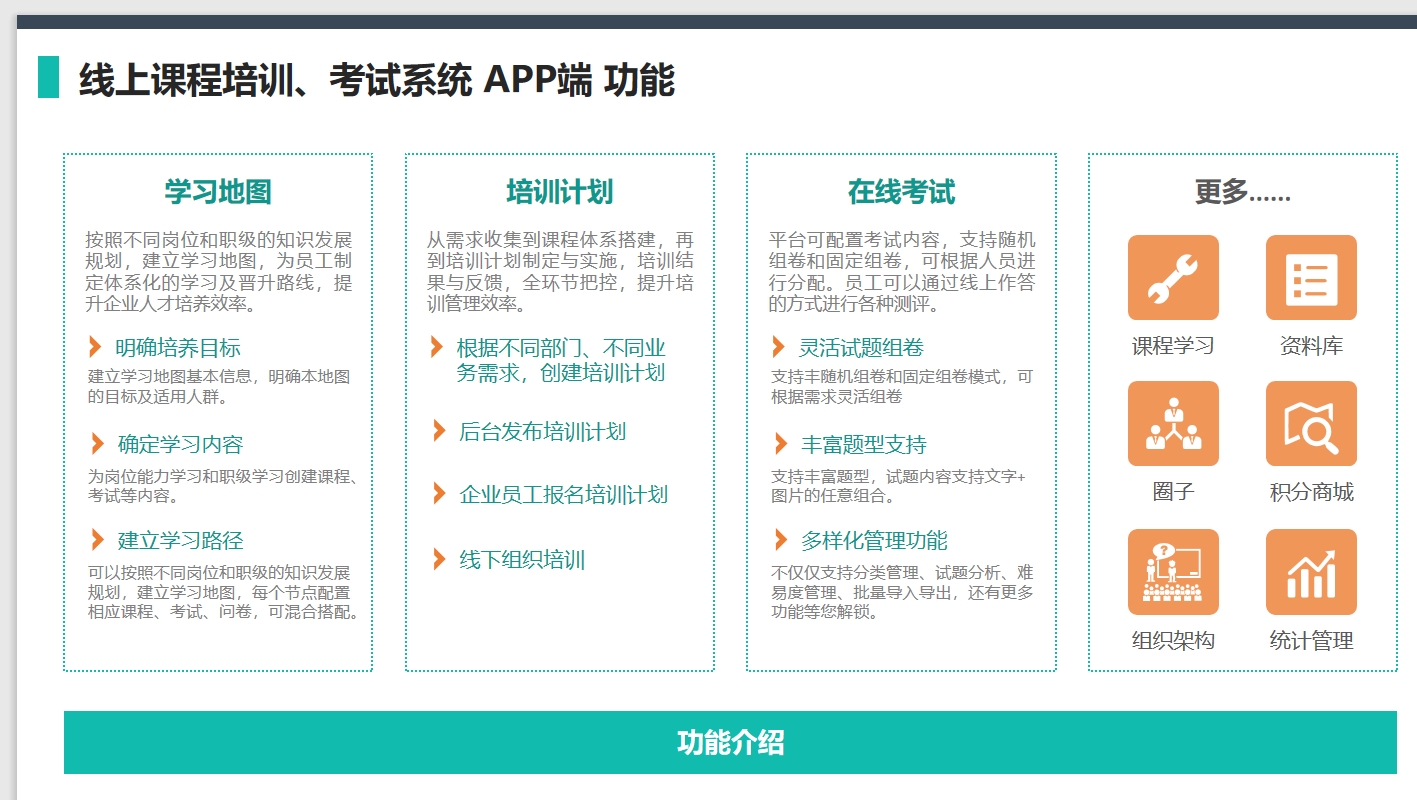 线上课程培训、考试系统 APP端 功能
学习地图
按照不同岗位和职级的知识发展
规划，建立学习地图，为员工制
定体系化的学习及晋升路线，提
升企业人才培养效率。
明确培养目标
建立学习地图基本信息，明确本地图
的目标及适用人群。
确定学习内容
为岗位能力学习和职级学习创建课程、
考试等内容。
建立学习路径
可以按照不同岗位和职级的知识发展
规划，建立学习地图，每个节点配置
相应课程、考试、问卷，可混合搭配。
培训计划
从需求收集到课程体系搭建，再
到培训计划制定与实施，培训结
果与反馈，全环节把控，提升培
训管理效率。
根据不同部门、不同业
务需求，创建培训计划
后台发布培训计划
企业员工报名培训计划
线下组织培训
在线考试
平台可配置考试内容，支持随机
组卷和固定组卷，可根据人员进
行分配。员工可以通过线上作答
的方式进行各种测评。
灵活试题组卷
支持丰随机组卷和固定组卷模式，可
根据需求灵活组卷
丰富题型支持
支持丰富题型，试题内容支持文字+
图片的任意组合。
多样化管理功能
不仅仅支持分类管理、试题分析、难
易度管理、批量导入导出，还有更多
功能等您解锁。
更多......
课程学习
资料库
圈子
积分商城
?
组织架构
统计管理
功能介绍